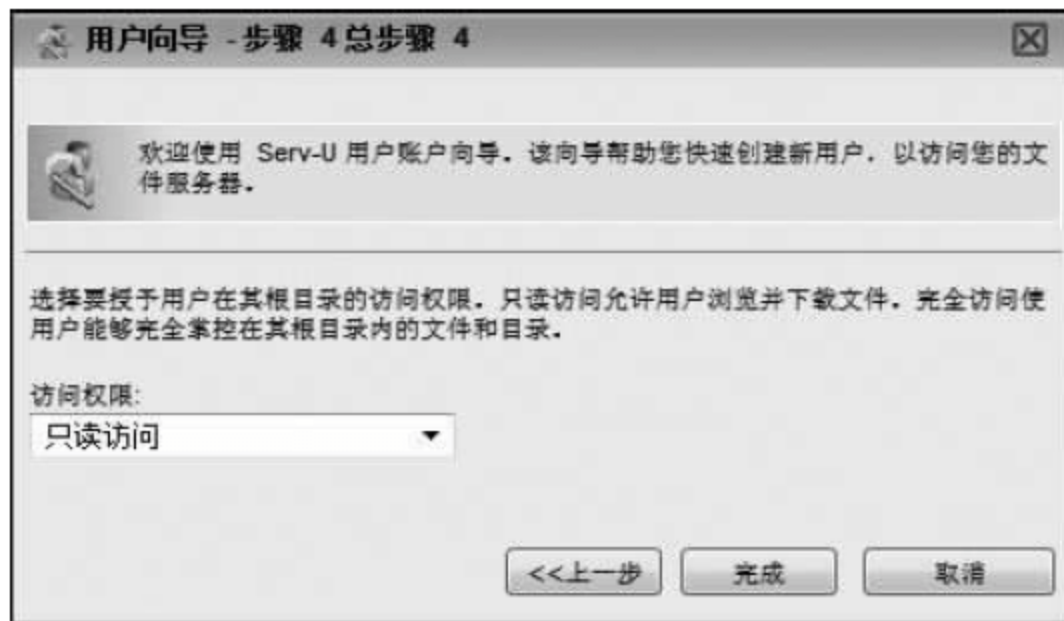 用户向导 - 步骤 4总步骤 4
欢迎使用 Serv-U 用户账户向导。该向导帮助您快速创建新用户，以访问您的文
件服务器。
选择要授予用户在其根目录的访问权限。只读访问允许用户浏览并下载文件。完全访问使
用户能够完全掌控在其根目录内的文件和目录。
访问权限:
只读访问
<<上一步 完成 取消